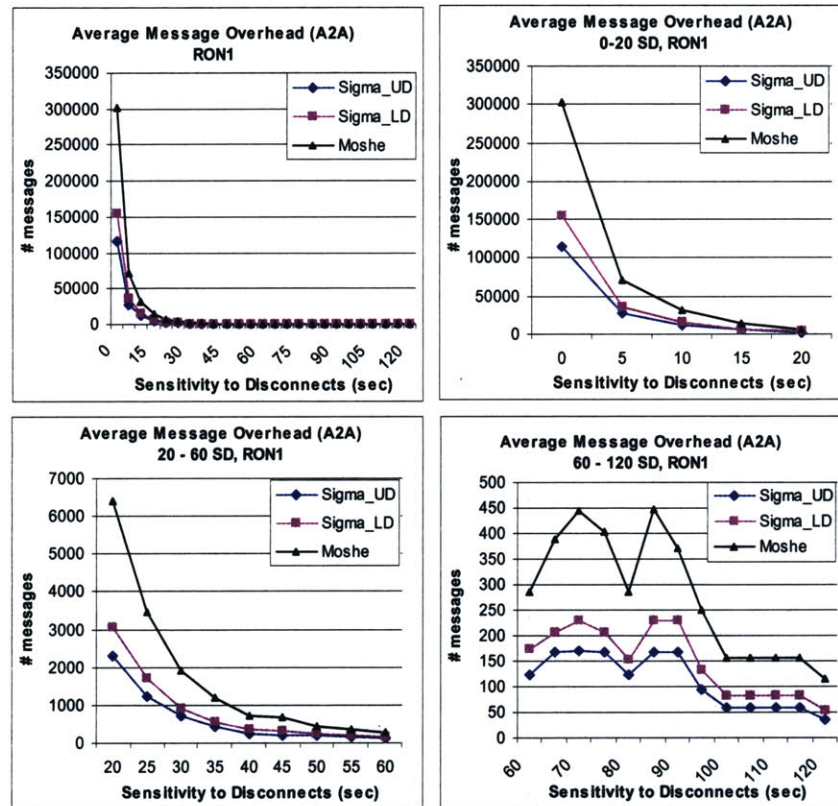 Average Message Overhead (A2A)
RON1
350000
300000
250000
200000
150000
100000
50000
0
# messages
Sigma_UD
Sigma_LD
Moshe
0
15
30
45
60
75
90
105
120
Sensitivity to Disconnects (sec)
Average Message Overhead (A2A)
0-20 SD, RON1
350000
300000
250000
200000
150000
100000
50000
0
# messages
Sigma_UD
Sigma_LD
Moshe
0
5
10
15
20
Sensitivity to Disconnects (sec)
Average Message Overhead (A2A)
20 - 60 SD, RON1
7000
6000
5000
4000
3000
2000
1000
0
# messages
Sigma_UD
Sigma_LD
Moshe
20
25
30
35
40
45
50
55
60
Sensitivity to Disconnects (sec)
Average Message Overhead (A2A)
60 - 120 SD, RON1
500
450
400
350
300
250
200
150
100
50
0
# messages
Sigma_UD
Sigma_LD
Moshe
60
70
80
90
100
110
120
Sensitivity to Disconnects (sec)